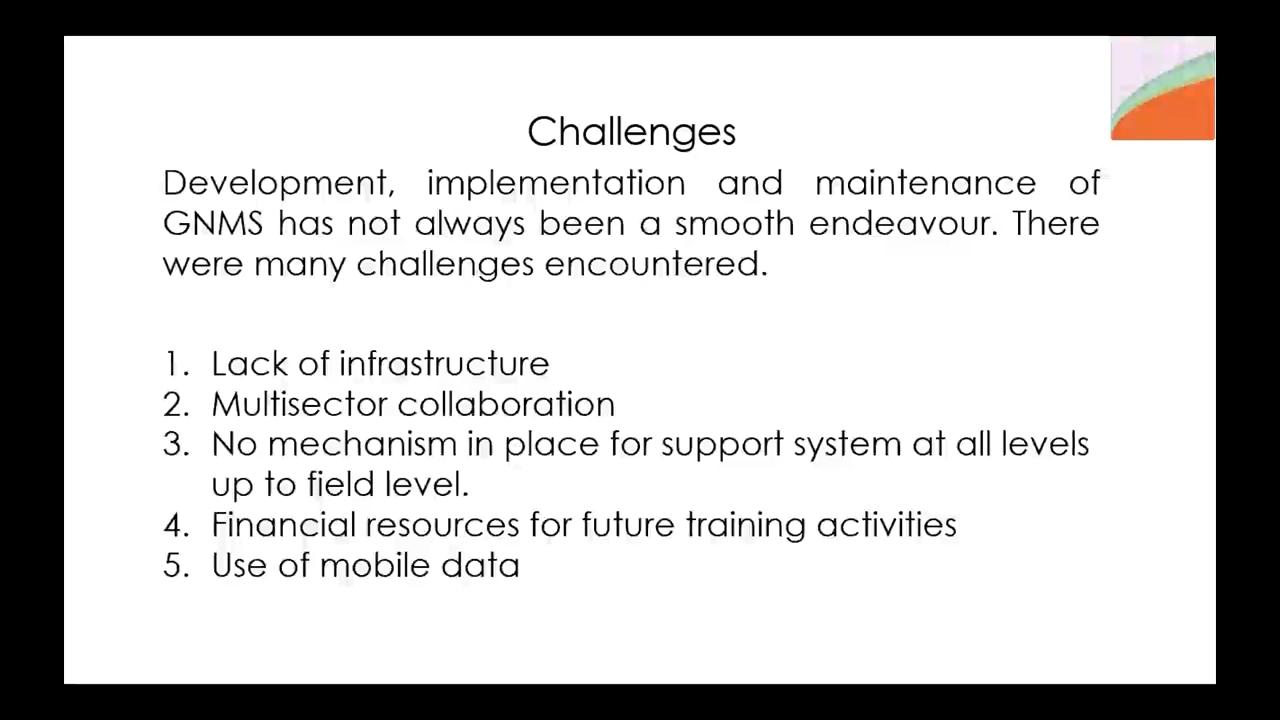 Challenges
Development, implementation and maintenance of
GNMS has not always been a smooth endeavour. There
were many challenges encountered.
1. Lack of infrastructure
2. Multisector collaboration
3. No mechanism in place for support system at all levels
up to field level.
4. Financial resources for future training activities
5. Use of mobile data